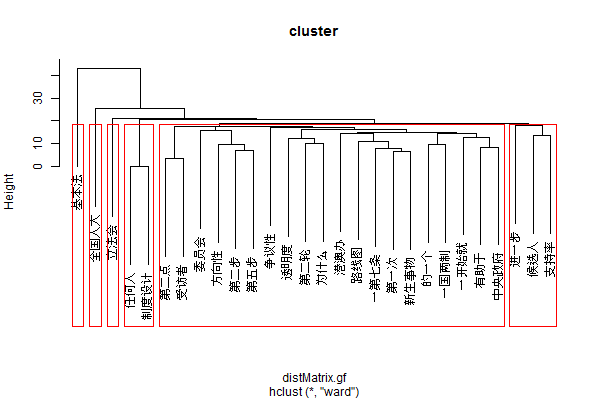 cluster
Height
0
10
30
基本法
全国人大
立法会
任何人
制度设计
第二点
受访者
委员会
方向性
第二步
第五步
争议性
透明度
第二轮
为什么
港澳办
路线图
一第七条
第一次
新生事物
的一个
一国两制
一开始就
有助于
中央政府
进一步
候选人
支持率
distMatrix.gf
hclust (*, "ward")